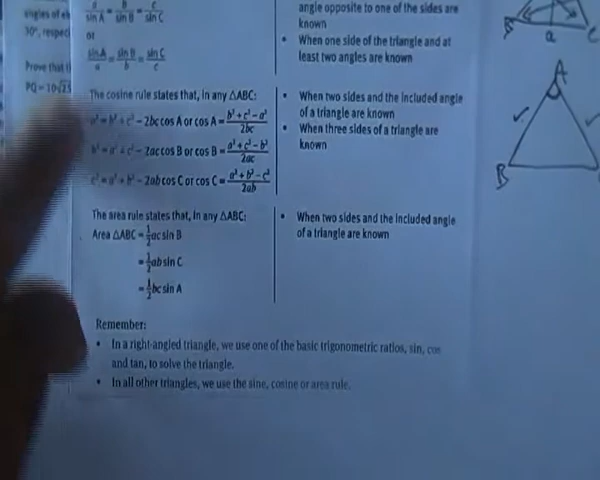 angles of
30°, respec
Prove that
PQ = 10√
a/sin A = b/sin B = c/sin C
or
sin A/a = sin B/b = sin C/c
angle opposite to one of the sides are
known
• When one side of the triangle and at
least two angles are known
The cosine rule states that, in any △ABC:
a² = b² + c² − 2bc cos A or cos A = (b² + c² − a²)/2bc
b² = a² + c² − 2ac cos B or cos B = (a² + c² − b²)/2ac
c² = a² + b² − 2ab cos C or cos C = (a² + b² − c²)/2ab
• When two sides and the included angle
of a triangle are known
• When three sides of a triangle are
known
The area rule states that, in any △ABC:
Area △ABC = ½ac sin B
= ½ab sin C
= ½bc sin A
• When two sides and the included angle
of a triangle are known
Remember:
• In a right-angled triangle, we use one of the basic trigonometric ratios, sin, cos
and tan, to solve the triangle.
• In all other triangles, we use the sine, cosine or area rule.
B a C
A
B